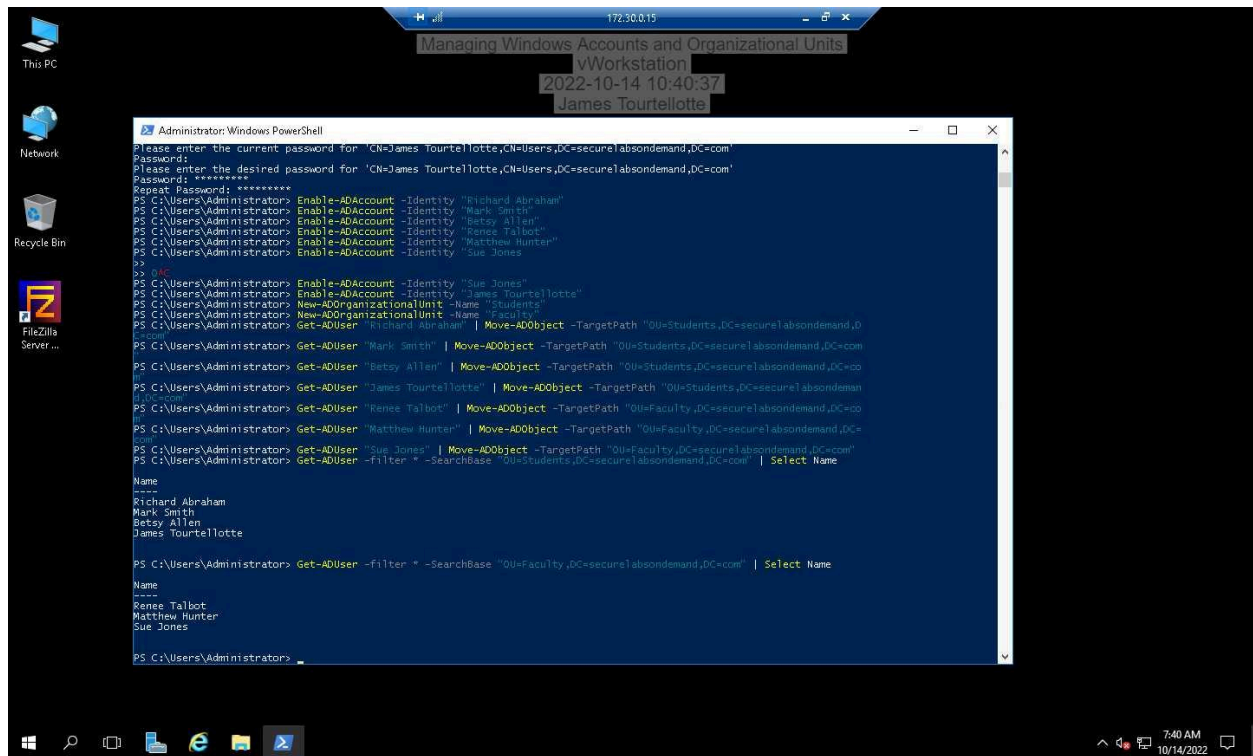 172.30.0.15
Managing Windows Accounts and Organizational Units
vWorkstation
2022-10-14 10:40:37
James Tourtellotte
This PC
Network
Recycle Bin
FileZilla
Server ...
Administrator: Windows PowerShell
Please enter the current password for 'CN=James Tourtellotte,CN=Users,DC=securelabsondemand,DC=com'
Password:
Please enter the desired password for 'CN=James Tourtellotte,CN=Users,DC=securelabsondemand,DC=com'
Password: *********
Repeat Password: *********
PS C:\Users\Administrator> Enable-ADAccount -Identity "Richard Abraham"
PS C:\Users\Administrator> Enable-ADAccount -Identity "Mark Smith"
PS C:\Users\Administrator> Enable-ADAccount -Identity "Betsy Allen"
PS C:\Users\Administrator> Enable-ADAccount -Identity "Renee Talbot"
PS C:\Users\Administrator> Enable-ADAccount -Identity "Matthew Hunter"
PS C:\Users\Administrator> Enable-ADAccount -Identity "Sue Jones
>>
>> 0^C
PS C:\Users\Administrator> Enable-ADAccount -Identity "Sue Jones"
PS C:\Users\Administrator> Enable-ADAccount -Identity "James Tourtellotte"
PS C:\Users\Administrator> New-ADOrganizationalUnit -Name "Students"
PS C:\Users\Administrator> New-ADOrganizationalUnit -Name "Faculty"
PS C:\Users\Administrator> Get-ADUser "Richard Abraham" | Move-ADObject -TargetPath "OU=Students,DC=securelabsondemand,D
C=com"
PS C:\Users\Administrator> Get-ADUser "Mark Smith" | Move-ADObject -TargetPath "OU=Students,DC=securelabsondemand,DC=com
"
PS C:\Users\Administrator> Get-ADUser "Betsy Allen" | Move-ADObject -TargetPath "OU=Students,DC=securelabsondemand,DC=co
m"
PS C:\Users\Administrator> Get-ADUser "James Tourtellotte" | Move-ADObject -TargetPath "OU=Students,DC=securelabsondeman
d,DC=com"
PS C:\Users\Administrator> Get-ADUser "Renee Talbot" | Move-ADObject -TargetPath "OU=Faculty,DC=securelabsondemand,DC=co
m"
PS C:\Users\Administrator> Get-ADUser "Matthew Hunter" | Move-ADObject -TargetPath "OU=Faculty,DC=securelabsondemand,DC=
com"
PS C:\Users\Administrator> Get-ADUser "Sue Jones" | Move-ADObject -TargetPath "OU=Faculty,DC=securelabsondemand,DC=com"
PS C:\Users\Administrator> Get-ADUser -filter * -SearchBase "OU=Students,DC=securelabsondemand,DC=com" | Select Name
Name
----
Richard Abraham
Mark Smith
Betsy Allen
James Tourtellotte
PS C:\Users\Administrator> Get-ADUser -filter * -SearchBase "OU=Faculty,DC=securelabsondemand,DC=com" | Select Name
Name
----
Renee Talbot
Matthew Hunter
Sue Jones
PS C:\Users\Administrator> _
7:40 AM
10/14/2022